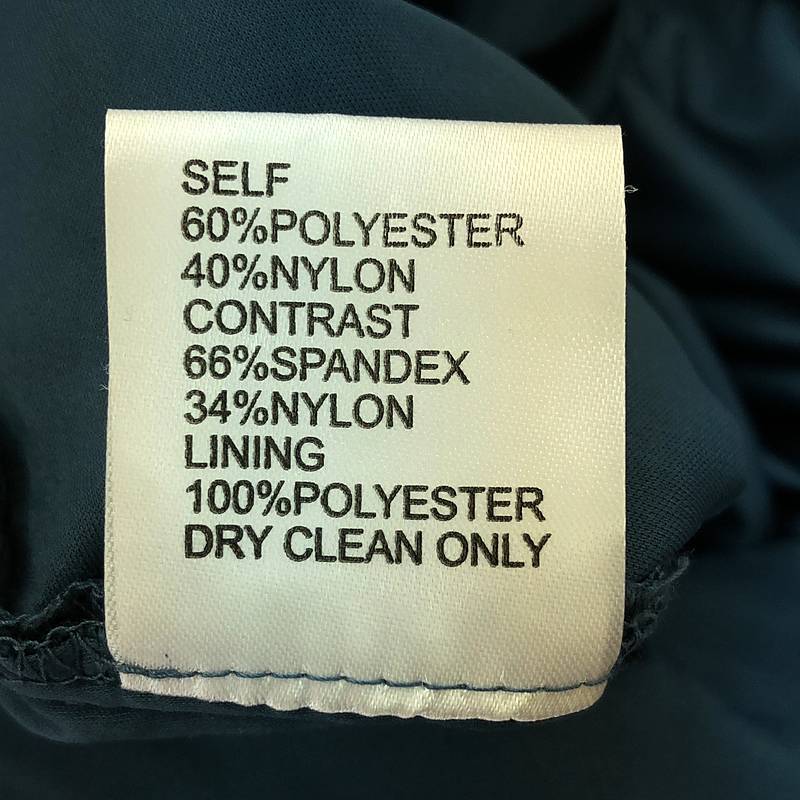 SELF
60%POLYESTER
40%NYLON
CONTRAST
66%SPANDEX
34%NYLON
LINING
100%POLYESTER
DRY CLEAN ONLY